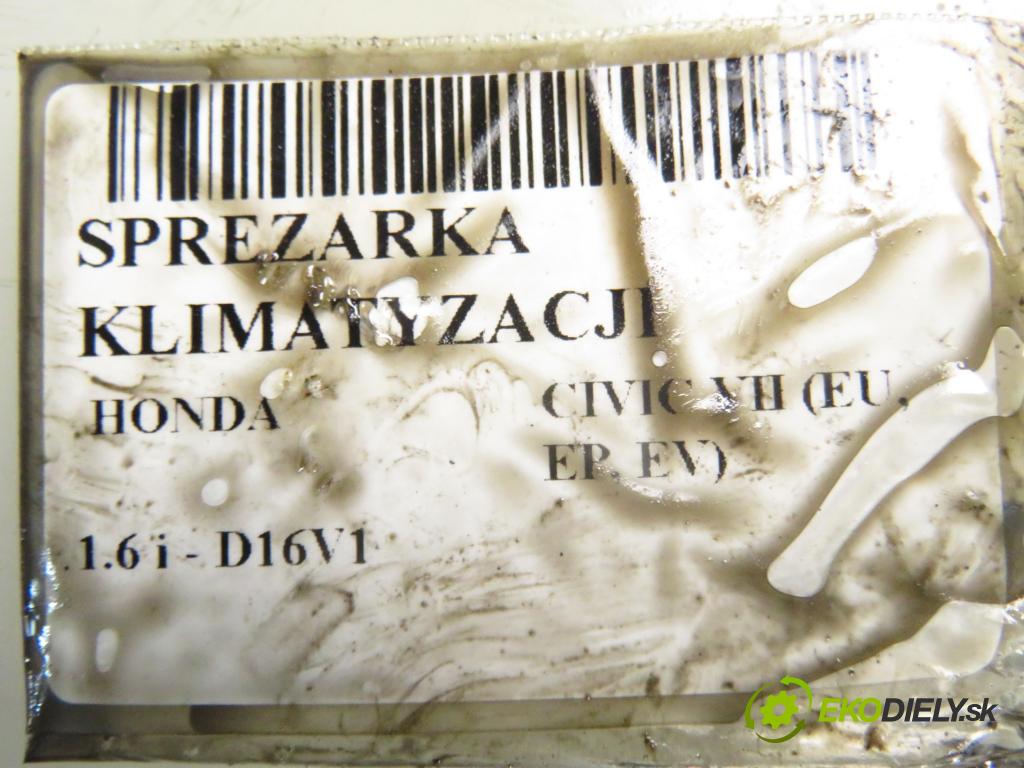 SPREZARKA
KLIMATYZACJI
HONDA
CIVIC VII (EU,
EP, EV)
1.6 i - D16V1
EKODIELY.sk